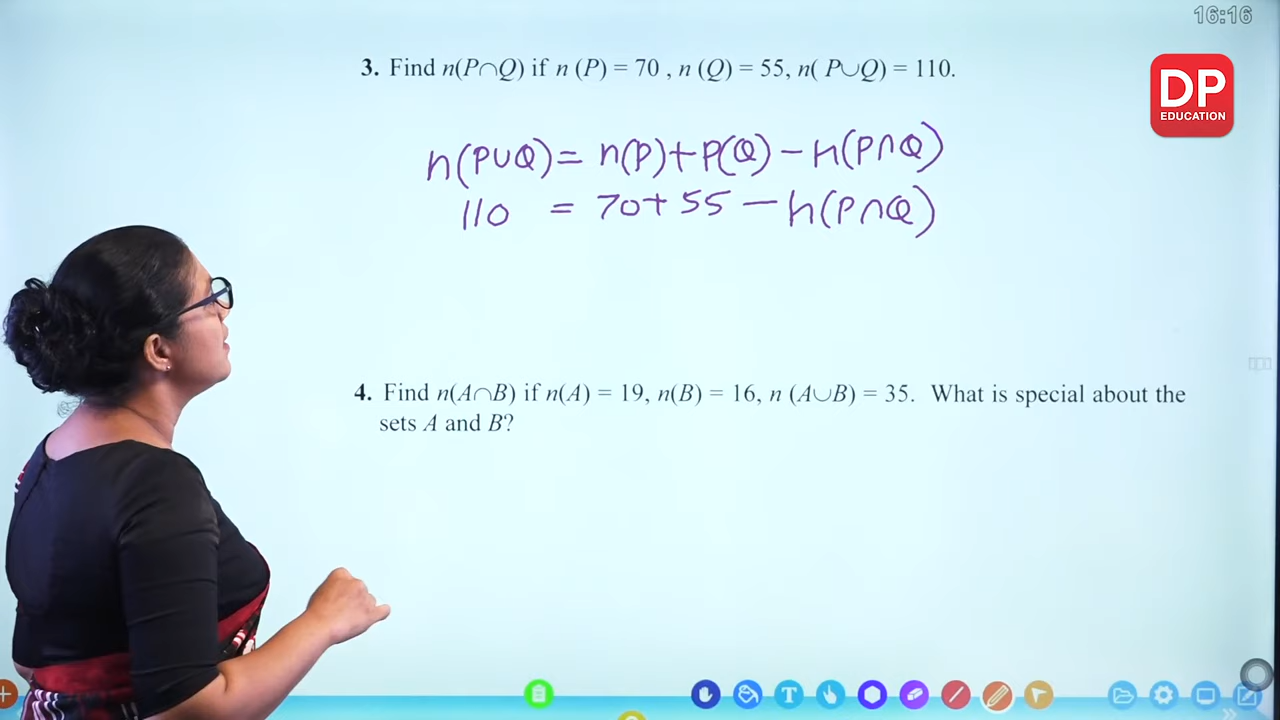 16:16
3. Find n(P∩Q) if n (P) = 70 , n (Q) = 55, n( P∪Q) = 110.
DP
EDUCATION
n(P∪Q) = n(P)+P(Q) – n(P∩Q)
110 = 70+ 55 – n(P∩Q)
4. Find n(A∩B) if n(A) = 19, n(B) = 16, n (A∪B) = 35. What is special about the
sets A and B?